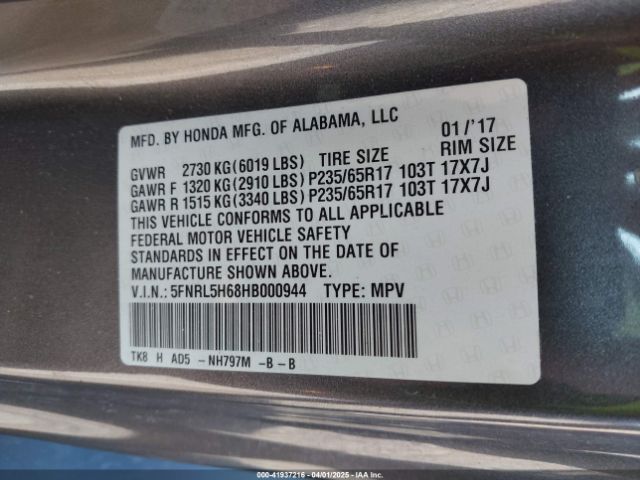 MFD. BY HONDA MFG. OF ALABAMA, LLC 01/'17
GVWR 2730 KG(6019 LBS) TIRE SIZE RIM SIZE
GAWR F 1320 KG(2910 LBS) P235/65R17 103T 17X7J
GAWR R 1515 KG(3340 LBS) P235/65R17 103T 17X7J
THIS VEHICLE CONFORMS TO ALL APPLICABLE
FEDERAL MOTOR VEHICLE SAFETY
STANDARDS IN EFFECT ON THE DATE OF
MANUFACTURE SHOWN ABOVE.
V.I.N.: 5FNRL5H68HB000944 TYPE: MPV
TK8 H AD5 -NH797M -B-B
000-41937216 - 04/01/2025 - IAAI Inc.